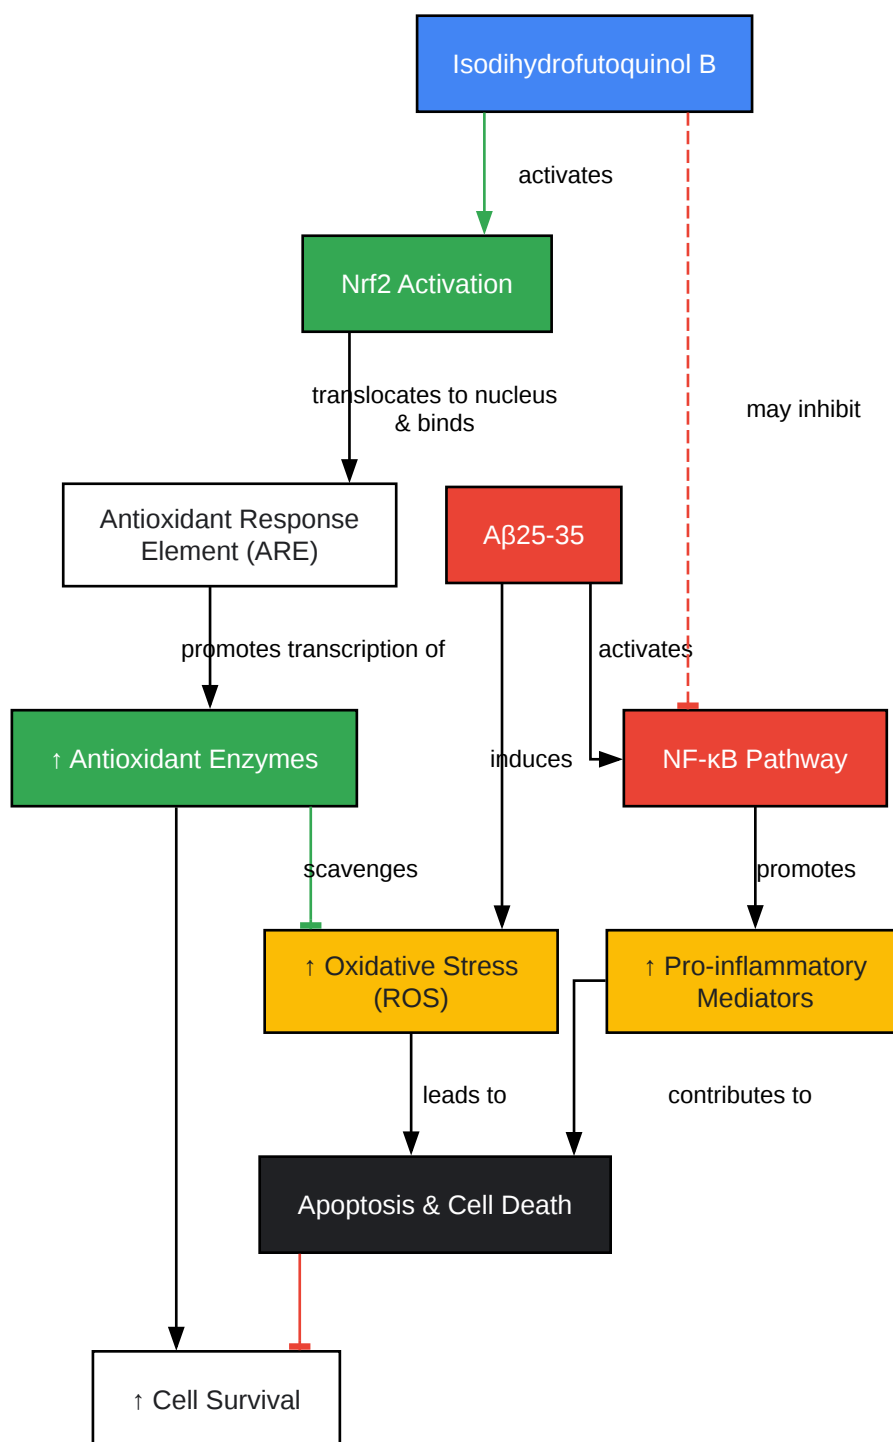 Isodihydrofutoquinol B
activates
Nrf2 Activation
translocates to nucleus
& binds
may inhibit
Antioxidant Response
Element (ARE)
Aβ25-35
promotes transcription of
activates
↑ Antioxidant Enzymes
induces
NF-κB Pathway
scavenges
promotes
↑ Oxidative Stress
(ROS)
↑ Pro-inflammatory
Mediators
leads to
contributes to
Apoptosis & Cell Death
↑ Cell Survival